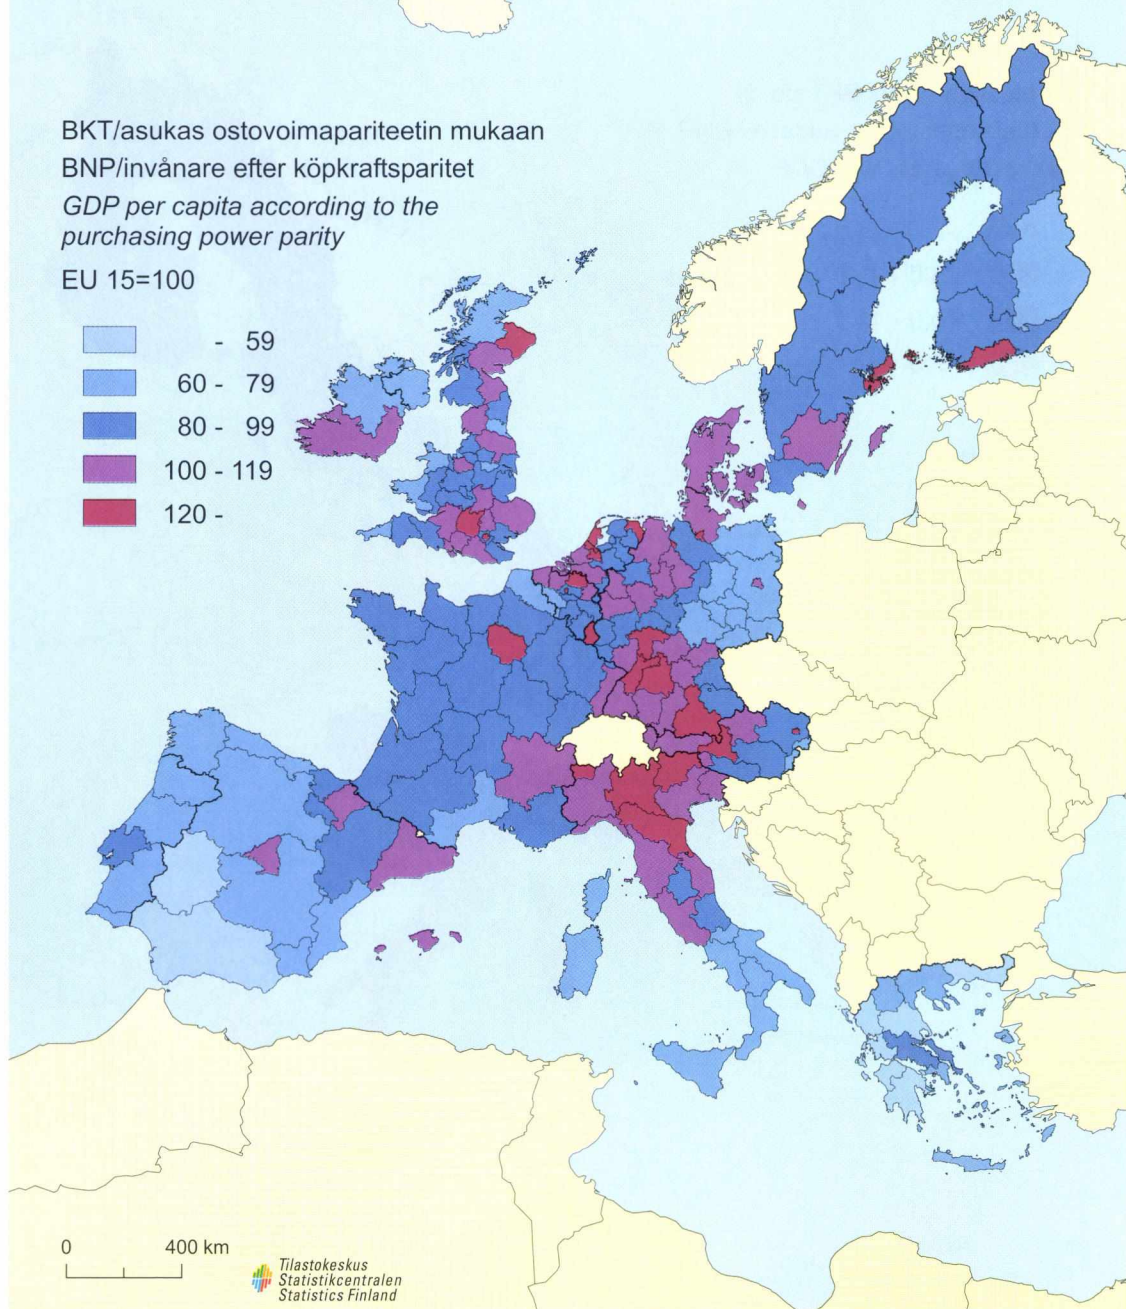 BKT/asukas ostovoimapariteetin mukaan
BNP/invånare efter köpkraftsparitet
GDP per capita according to the
purchasing power parity
EU 15=100
- 59
60 - 79
80 - 99
100 - 119
120 -
0 400 km
Tilastokeskus
Statistikcentralen
Statistics Finland